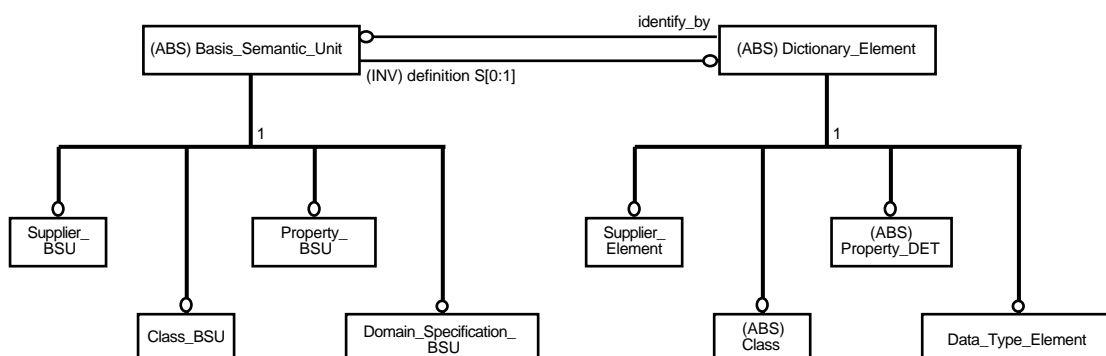 identify_by
(ABS) Basis_Semantic_Unit
(ABS) Dictionary_Element
(INV) definition S[0:1]
1
1
Supplier_
BSU
Property_
BSU
Supplier_
Element
(ABS)
Property_DET
Class_BSU
Domain_Specification_
BSU
(ABS)
Class
Data_Type_Element